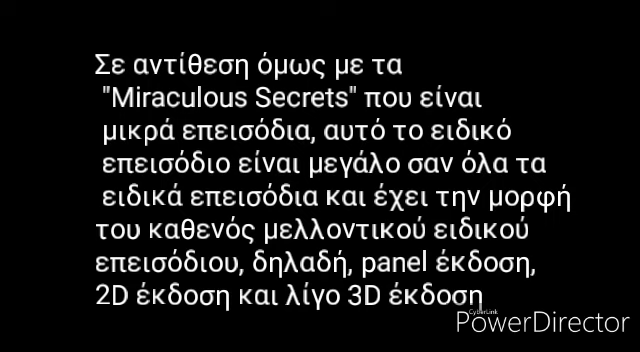 Σε αντίθεση όμως με τα
"Miraculous Secrets" που είναι
μικρά επεισόδια, αυτό το ειδικό
επεισόδιο είναι μεγάλο σαν όλα τα
ειδικά επεισόδια και έχει την μορφή
του καθενός μελλοντικού ειδικού
επεισόδιου, δηλαδή, panel έκδοση,
2D έκδοση και λίγο 3D έκδοση
CyberLink
PowerDirector